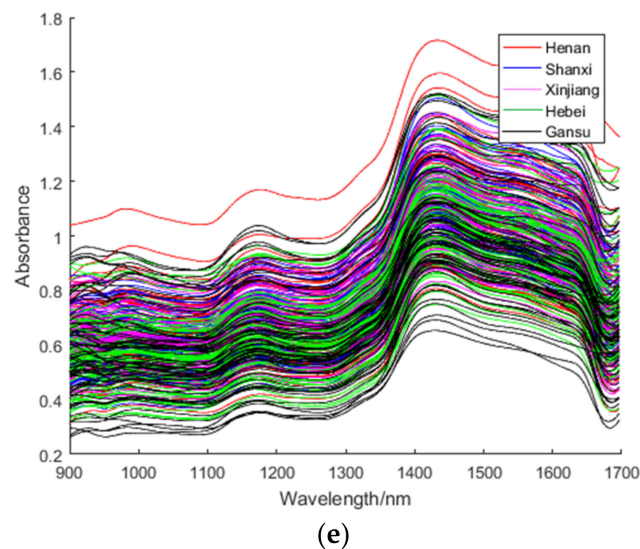 1.8
1.6
1.4
1.2
1
0.8
0.6
0.4
0.2
Absorbance
Henan
Shanxi
Xinjiang
Hebei
Gansu
900 1000 1100 1200 1300 1400 1500 1600 1700
Wavelength/nm
(e)